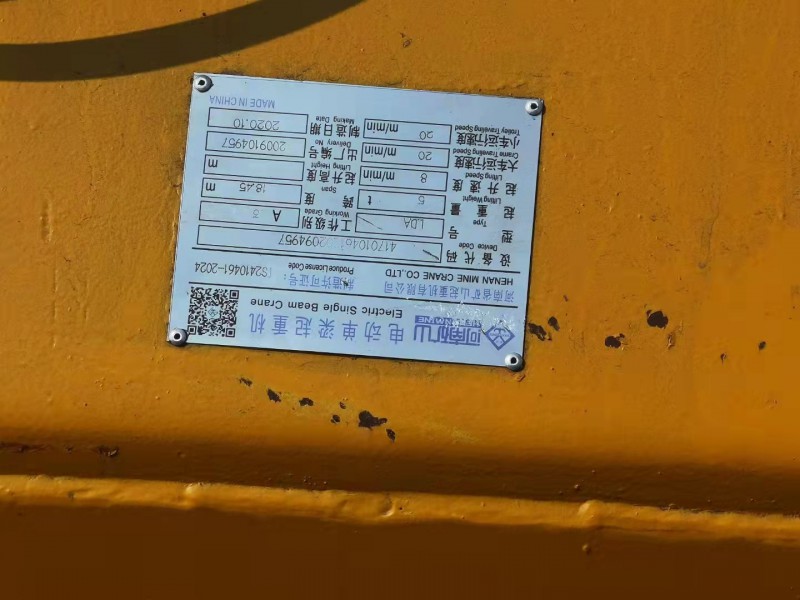 河南矿山 电动单梁起重机
Electric Single Beam Crane
河南省矿山起重机有限公司 制造许可证号:
HENAN MINE CRANE CO.,LTD Produce License Code TS2410461-2024
设备代码
Device Code
型号 LDA 工作级别 A 3
Type Working Grade
起重量 5 t 跨度 18.45 m
Lifting Weight Span
起升速度 8 m/min 起升高度 m
Lifting Speed Lifting Height
大车运行速度 20 m/min 出厂编号 2009104957
Crane Traveling Speed Delivery No
小车运行速度 20 m/min 制造日期 2020.10
Trolley Traveling Speed Making Date
MADE IN CHINA